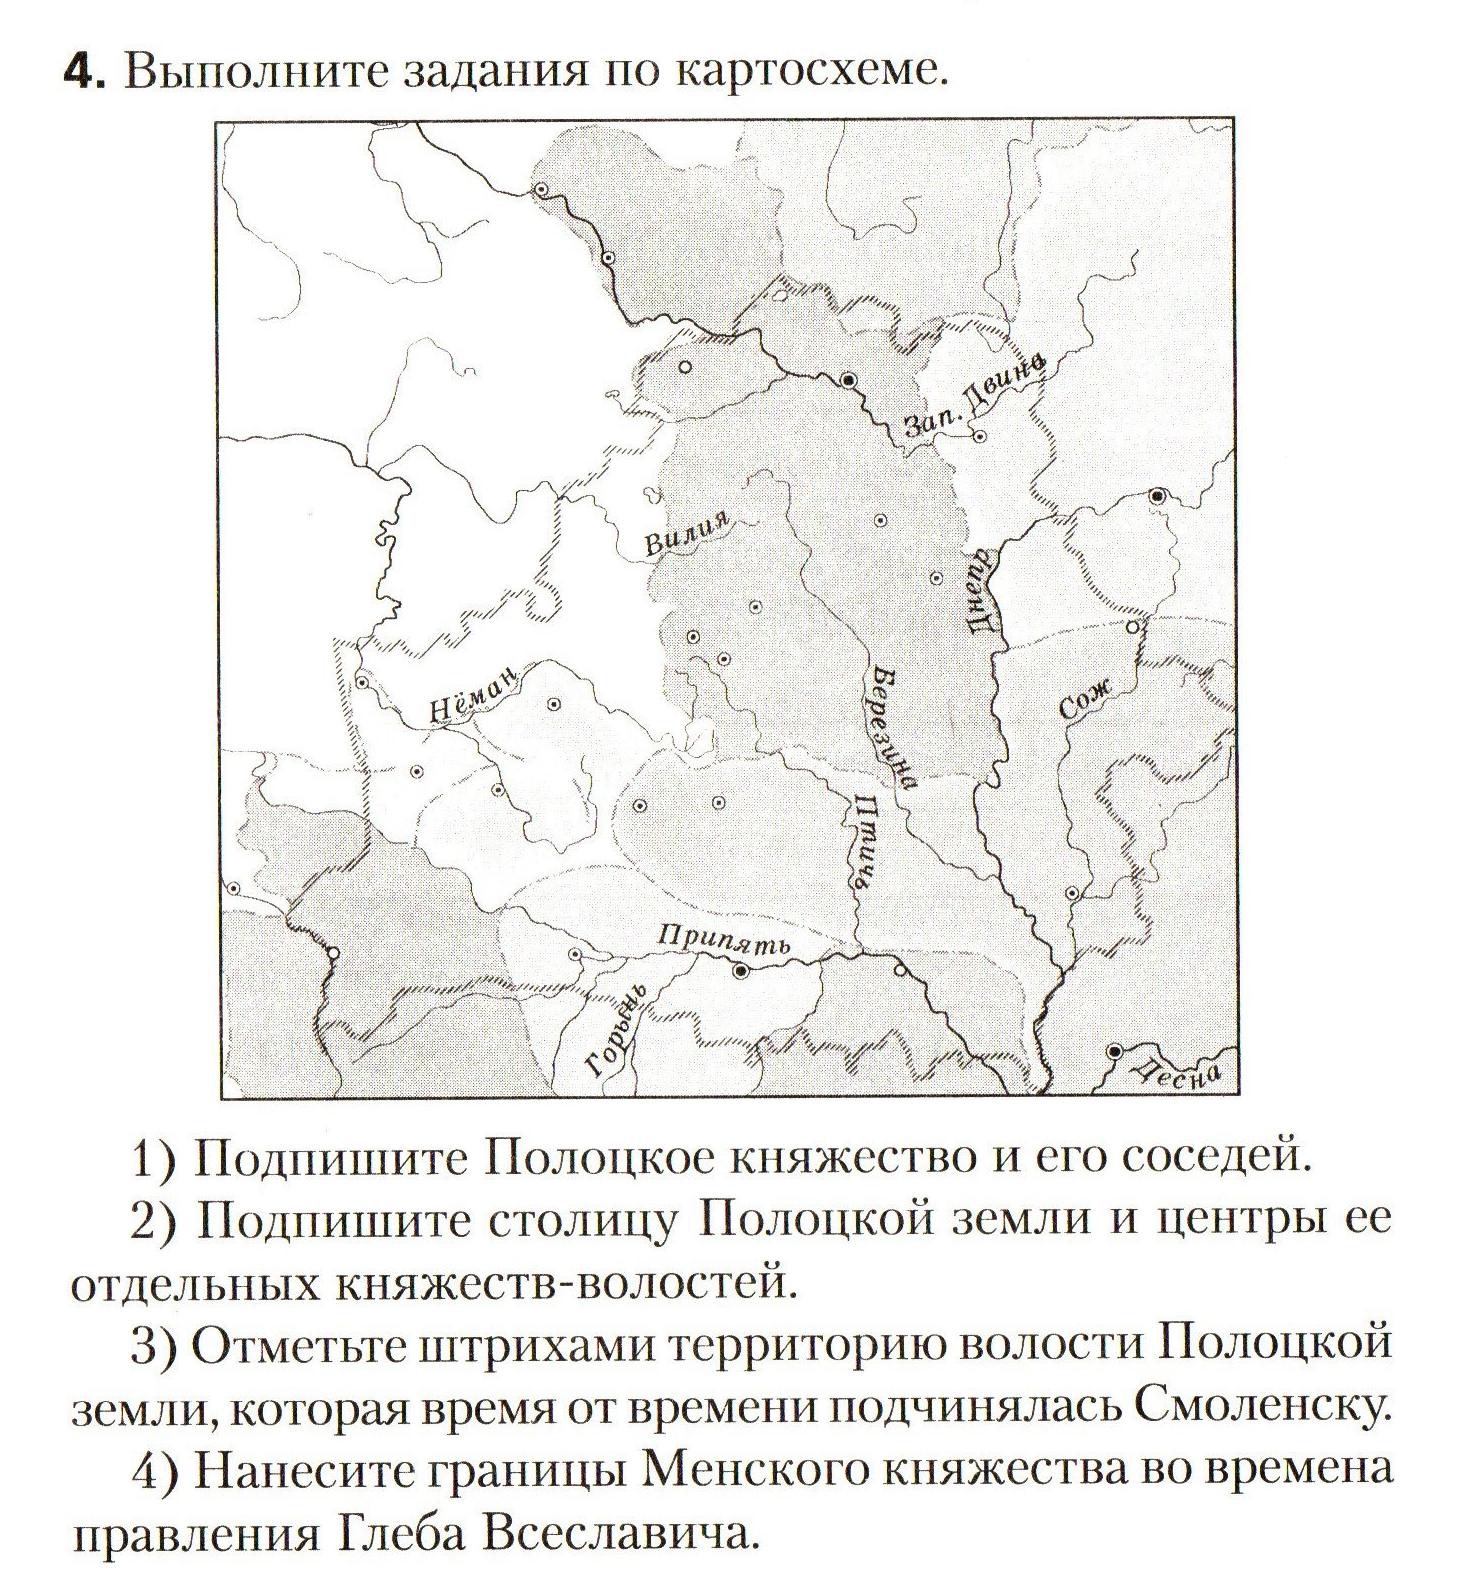 4. Выполните задания по картосхеме.
Зап. Двина
Вилия
Днепр
Нёман
Березина
Сож
Птичь
Припять
Горынь
Десна
1) Подпишите Полоцкое княжество и его соседей.
2) Подпишите столицу Полоцкой земли и центры ее
отдельных княжеств-волостей.
3) Отметьте штрихами территорию волости Полоцкой
земли, которая время от времени подчинялась Смоленску.
4) Нанесите границы Менского княжества во времена
правления Глеба Всеславича.